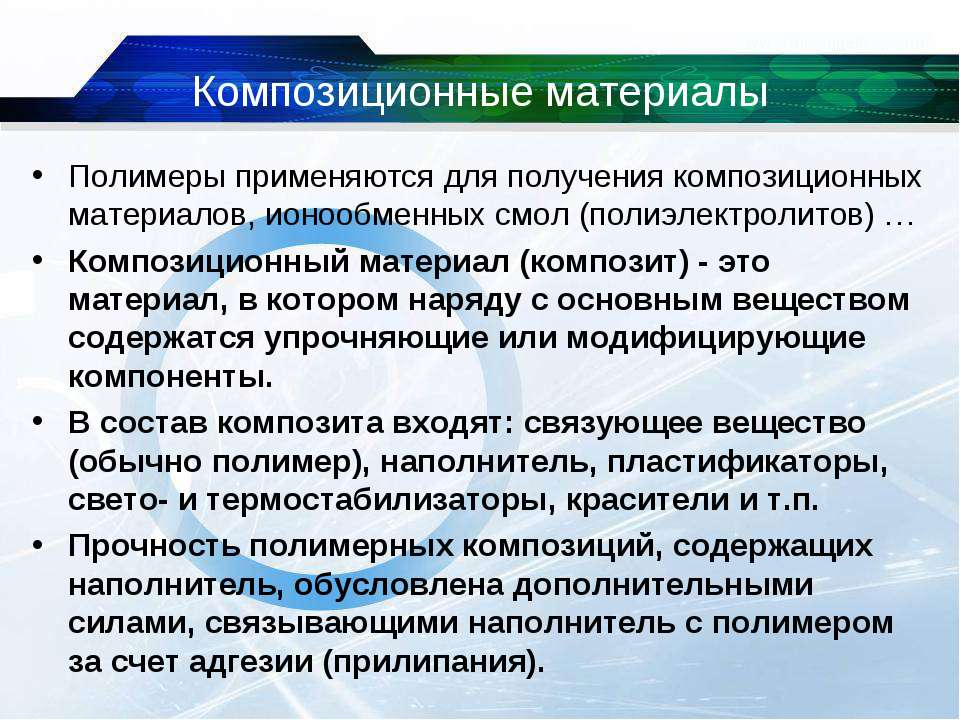 Композиционные материалы
• Полимеры применяются для получения композиционных
материалов, ионообменных смол (полиэлектролитов) …
• Композиционный материал (композит) - это
материал, в котором наряду с основным веществом
содержатся упрочняющие или модифицирующие
компоненты.
• В состав композита входят: связующее вещество
(обычно полимер), наполнитель, пластификаторы,
свето- и термостабилизаторы, красители и т.п.
• Прочность полимерных композиций, содержащих
наполнитель, обусловлена дополнительными
силами, связывающими наполнитель с полимером
за счет адгезии (прилипания).